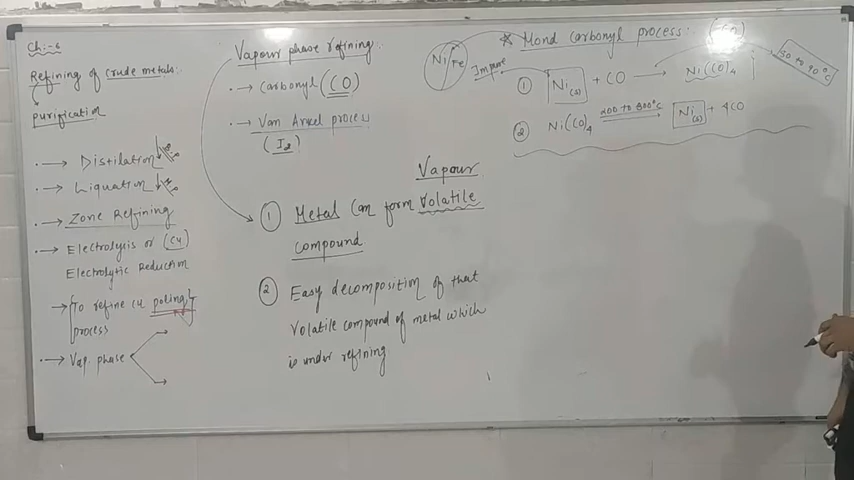 Ch:-6
Refining of crude metals:
purification
Distilation
Liquation
Zone Refining
Electrolysis or (Cu)
Electrolytic Reduction
To refine cu poling
process
Vap. phase
Vapour phase refining:
Carbonyl (CO)
Van Arkel process
(I2)
Vapour
① Metal Can form Volatile
compound
② Easy decomposition of that
Volatile compound of metal which
is under refining
Ni/Fe
Impure
* Mond carbonyl process:
50 to 90°C
① Ni(s) + CO → Ni(CO)4
② Ni(CO)4 200 to 300°C → Ni(s) + 4CO